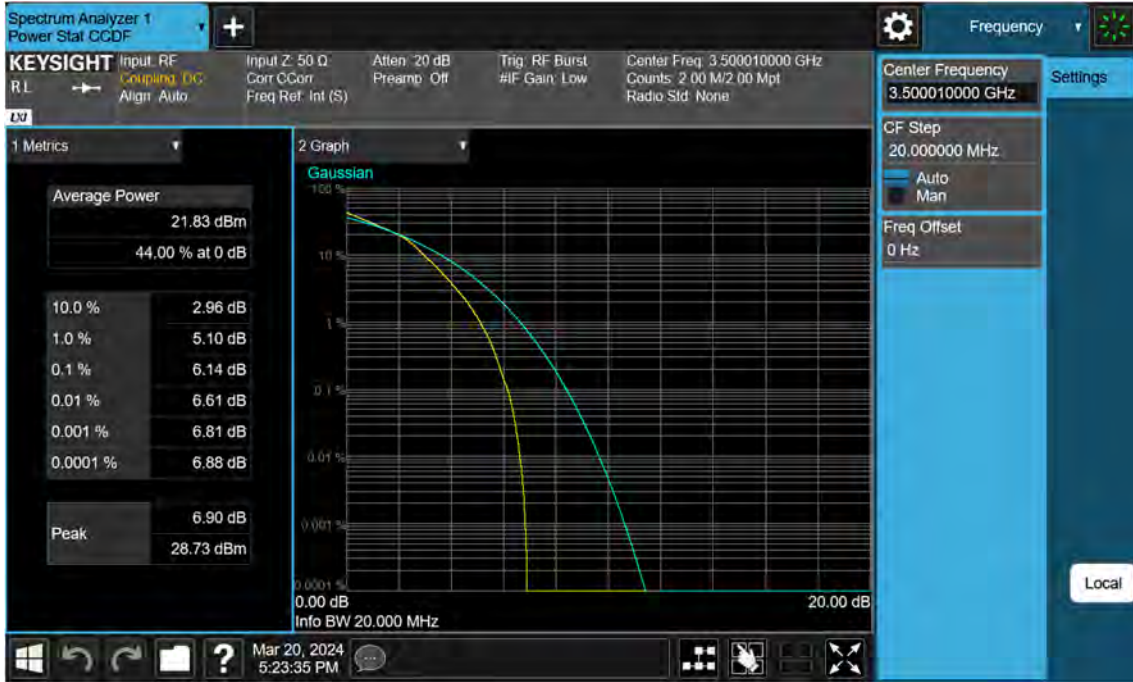 Spectrum Analyzer 1
Power Stat CCDF
Frequency
KEYSIGHT
RL
LXI
Input: RF
Coupling: DC
Align: Auto
Input Z: 50 Ω
Corr CCorr
Freq Ref: Int (S)
Atten: 20 dB
Preamp: Off
Trig: RF Burst
#IF Gain: Low
Center Freq: 3.500010000 GHz
Counts: 2.00 M/2.00 Mpt
Radio Std: None
Center Frequency
3.500010000 GHz
Settings
CF Step
20.000000 MHz
Auto
Man
Freq Offset
0 Hz
Local
1 Metrics
Average Power
21.83 dBm
44.00 % at 0 dB
10.0 % 2.96 dB
1.0 % 5.10 dB
0.1 % 6.14 dB
0.01 % 6.61 dB
0.001 % 6.81 dB
0.0001 % 6.88 dB
Peak
6.90 dB
28.73 dBm
2 Graph
Gaussian
100 %
10 %
1 %
0.1 %
0.01 %
0.001 %
0.0001 %
0.00 dB 20.00 dB
Info BW 20.000 MHz
?
Mar 20, 2024
5:23:35 PM